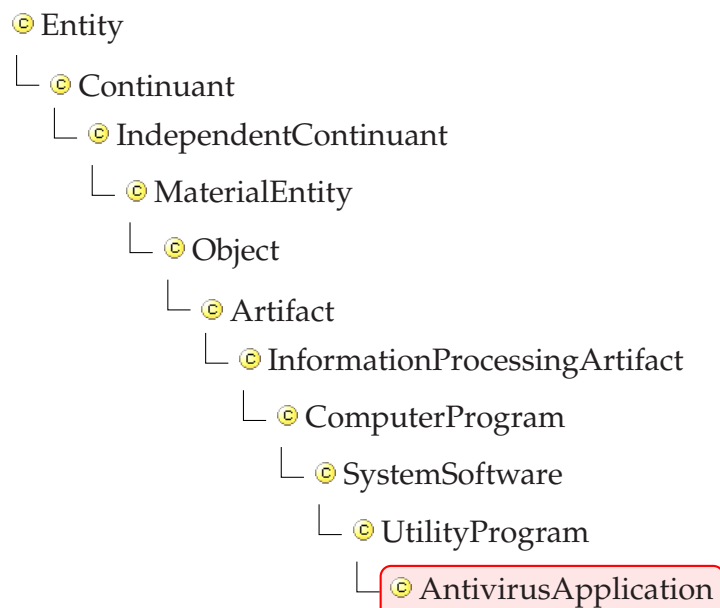 Entity
Continuant
IndependentContinuant
MaterialEntity
Object
Artifact
InformationProcessingArtifact
ComputerProgram
SystemSoftware
UtilityProgram
AntivirusApplication